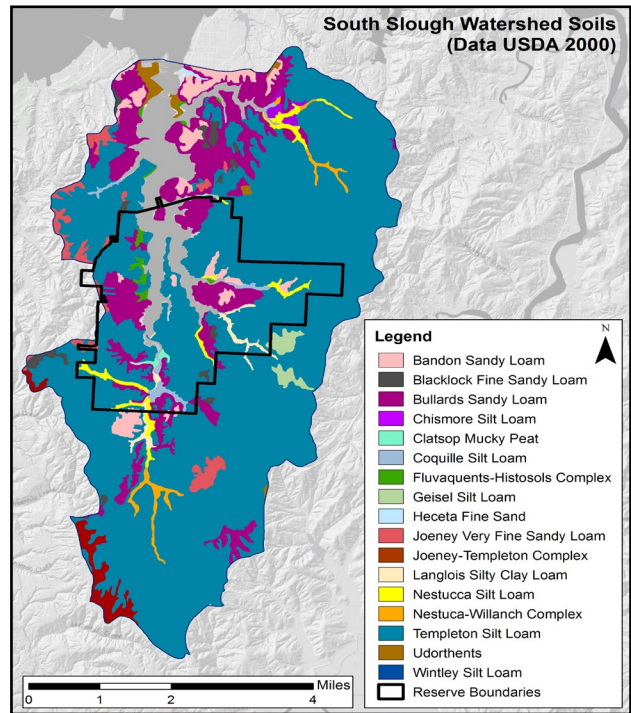 South Slough Watershed Soils
(Data USDA 2000)
Legend
N
Bandon Sandy Loam
Blacklock Fine Sandy Loam
Bullards Sandy Loam
Chismore Silt Loam
Clatsop Mucky Peat
Coquille Silt Loam
Fluvaquents-Histosols Complex
Geisel Silt Loam
Heceta Fine Sand
Joeney Very Fine Sandy Loam
Joeney-Templeton Complex
Langlois Silty Clay Loam
Nestucca Silt Loam
Nestuca-Willanch Complex
Templeton Silt Loam
Udorthents
Wintley Silt Loam
Reserve Boundaries
Miles
0 1 2 4